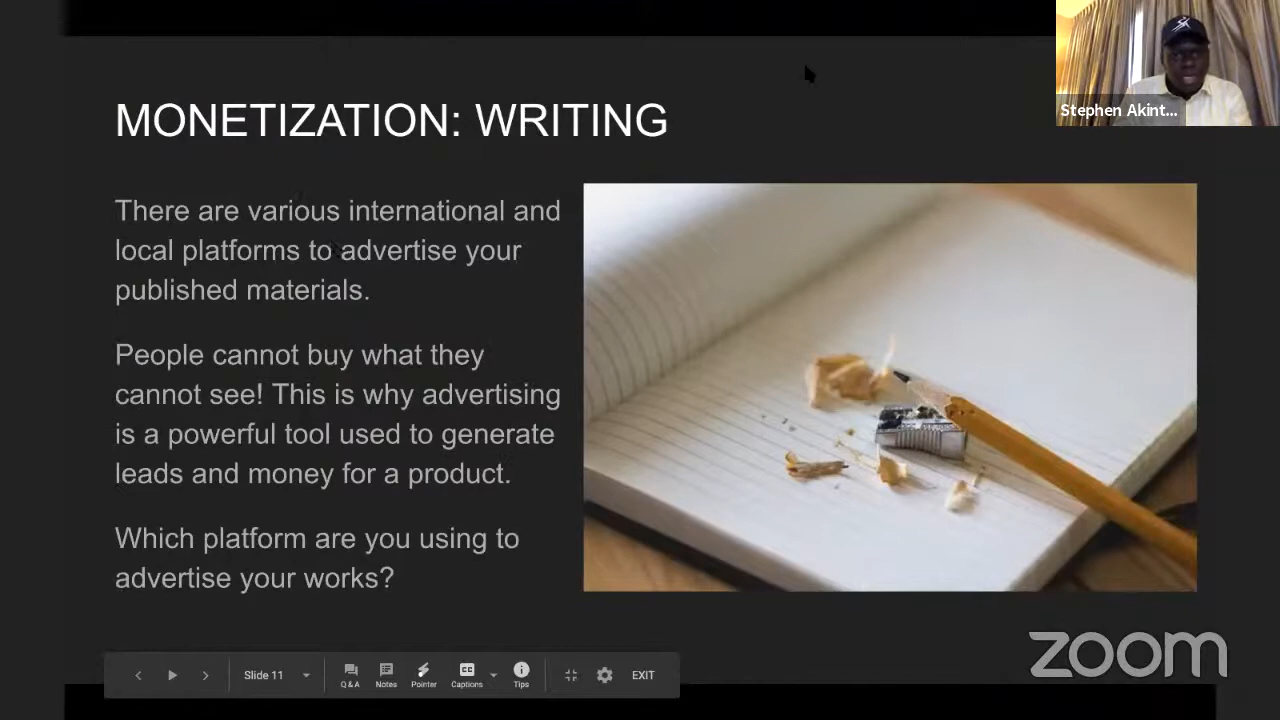 MONETIZATION: WRITING
Stephen Akint...
There are various international and
local platforms to advertise your
published materials.
People cannot buy what they
cannot see! This is why advertising
is a powerful tool used to generate
leads and money for a product.
Which platform are you using to
advertise your works?
zoom
Slide 11
Q&A
Notes
Pointer
Captions
Tips
EXIT